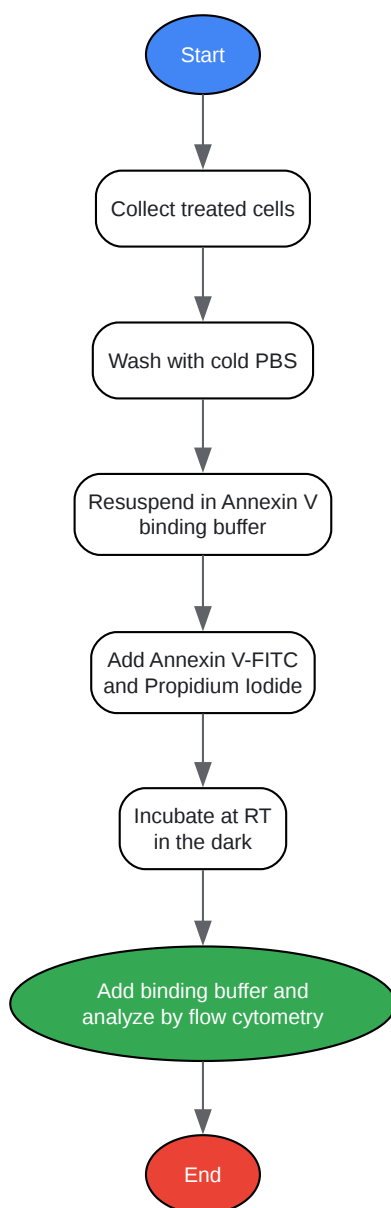 Start
Collect treated cells
Wash with cold PBS
Resuspend in Annexin V
binding buffer
Add Annexin V-FITC
and Propidium Iodide
Incubate at RT
in the dark
Add binding buffer and
analyze by flow cytometry
End